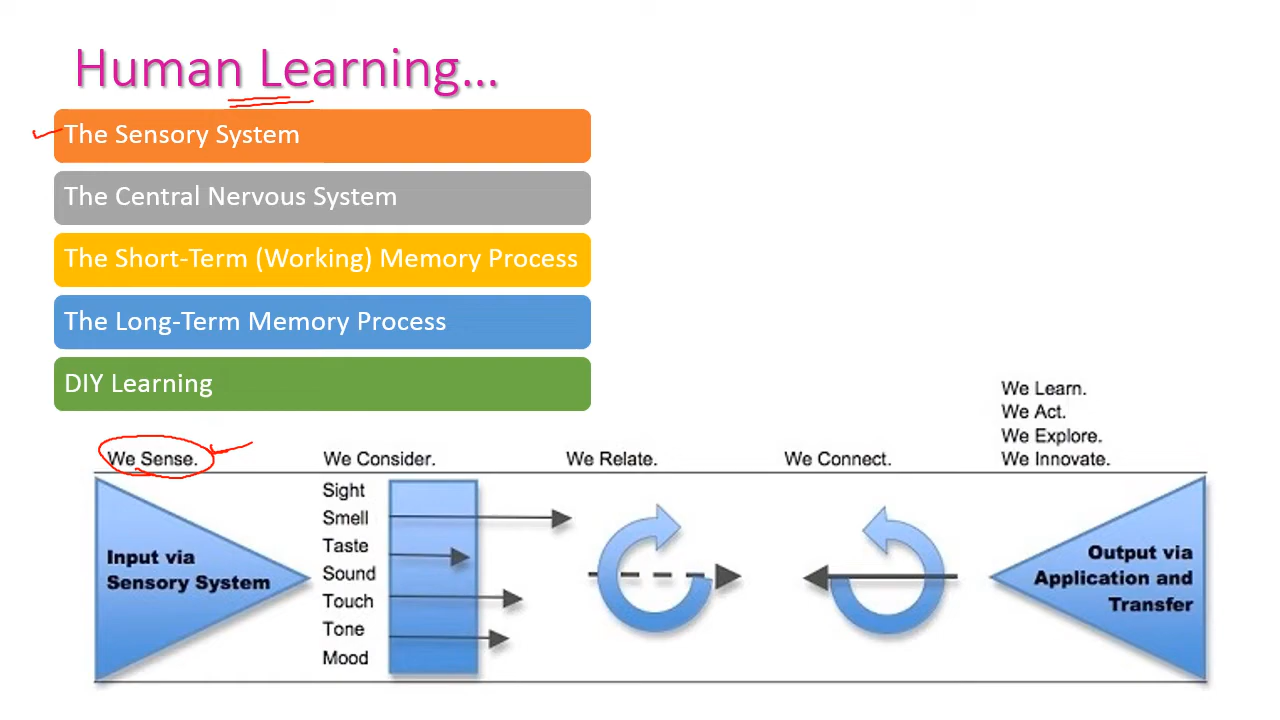 Human Learning...
The Sensory System
The Central Nervous System
The Short-Term (Working) Memory Process
The Long-Term Memory Process
DIY Learning
We Learn.
We Act.
We Explore.
We Sense. We Consider. We Relate. We Connect. We Innovate.
Sight
Smell
Taste
Sound
Touch
Tone
Mood
Input via
Sensory System
Output via
Application and
Transfer